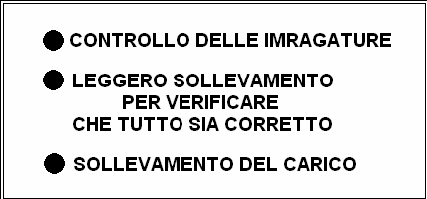 ● CONTROLLO DELLE IMRAGATURE
● LEGGERO SOLLEVAMENTO
PER VERIFICARE
CHE TUTTO SIA CORRETTO
● SOLLEVAMENTO DEL CARICO